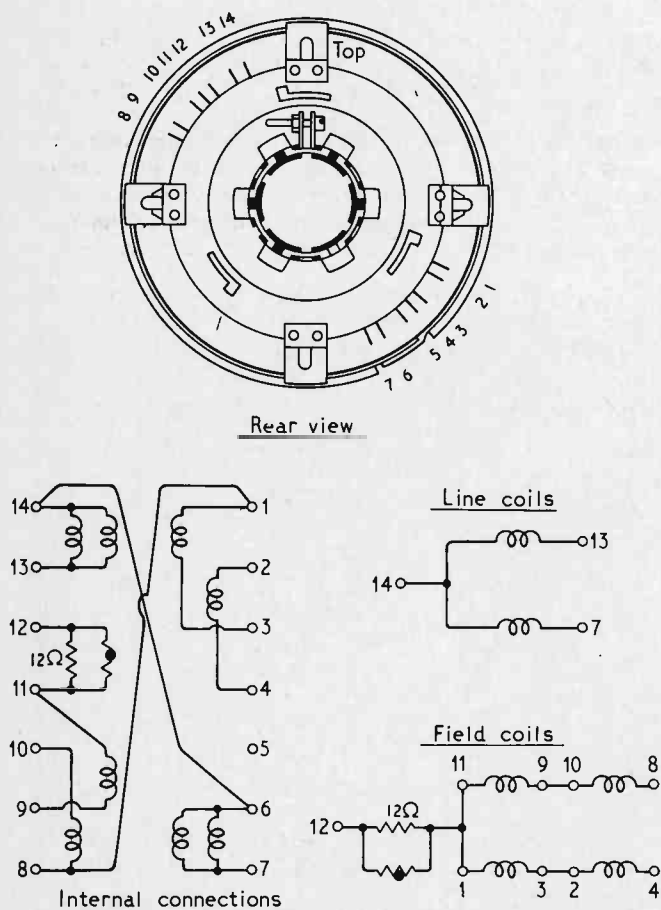 8 9 10 11 12 13 14
Top
7 6 5 4 3 2 1
Rear view
14
13
12
12Ω
11
10
9
8
1
2
3
4
5
6
7
Internal connections
Line coils
14
13
7
Field coils
11 9 10 8
12 12Ω
1 3 2 4